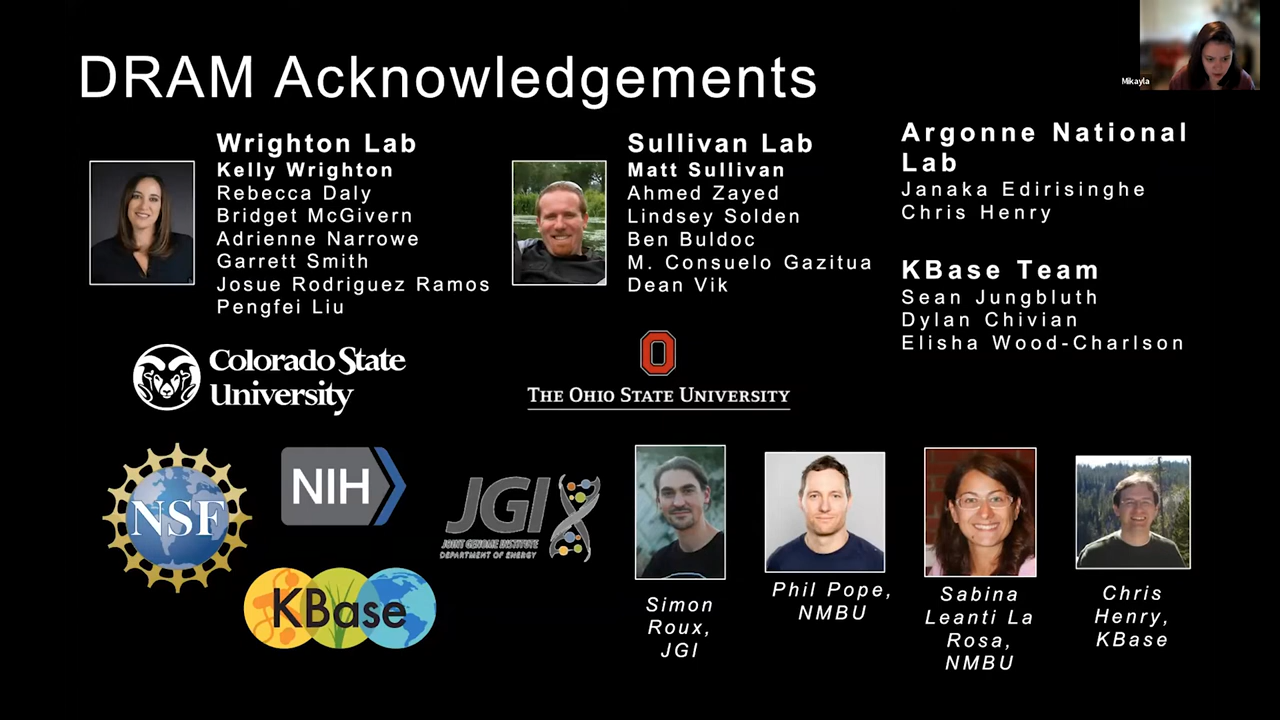 DRAM Acknowledgements
Mikayla
Wrighton Lab
Kelly Wrighton
Rebecca Daly
Bridget McGivern
Adrienne Narrowe
Garrett Smith
Josue Rodriguez Ramos
Pengfei Liu
Sullivan Lab
Matt Sullivan
Ahmed Zayed
Lindsey Solden
Ben Buldoc
M. Consuelo Gazitua
Dean Vik
Argonne National
Lab
Janaka Edirisinghe
Chris Henry
KBase Team
Sean Jungbluth
Dylan Chivian
Elisha Wood-Charlson
Colorado State
University
O
THE OHIO STATE UNIVERSITY
NSF
NIH
JGI
JOINT GENOME INSTITUTE
DEPARTMENT OF ENERGY
KBase
Simon
Roux,
JGI
Phil Pope,
NMBU
Sabina
Leanti La
Rosa,
NMBU
Chris
Henry,
KBase